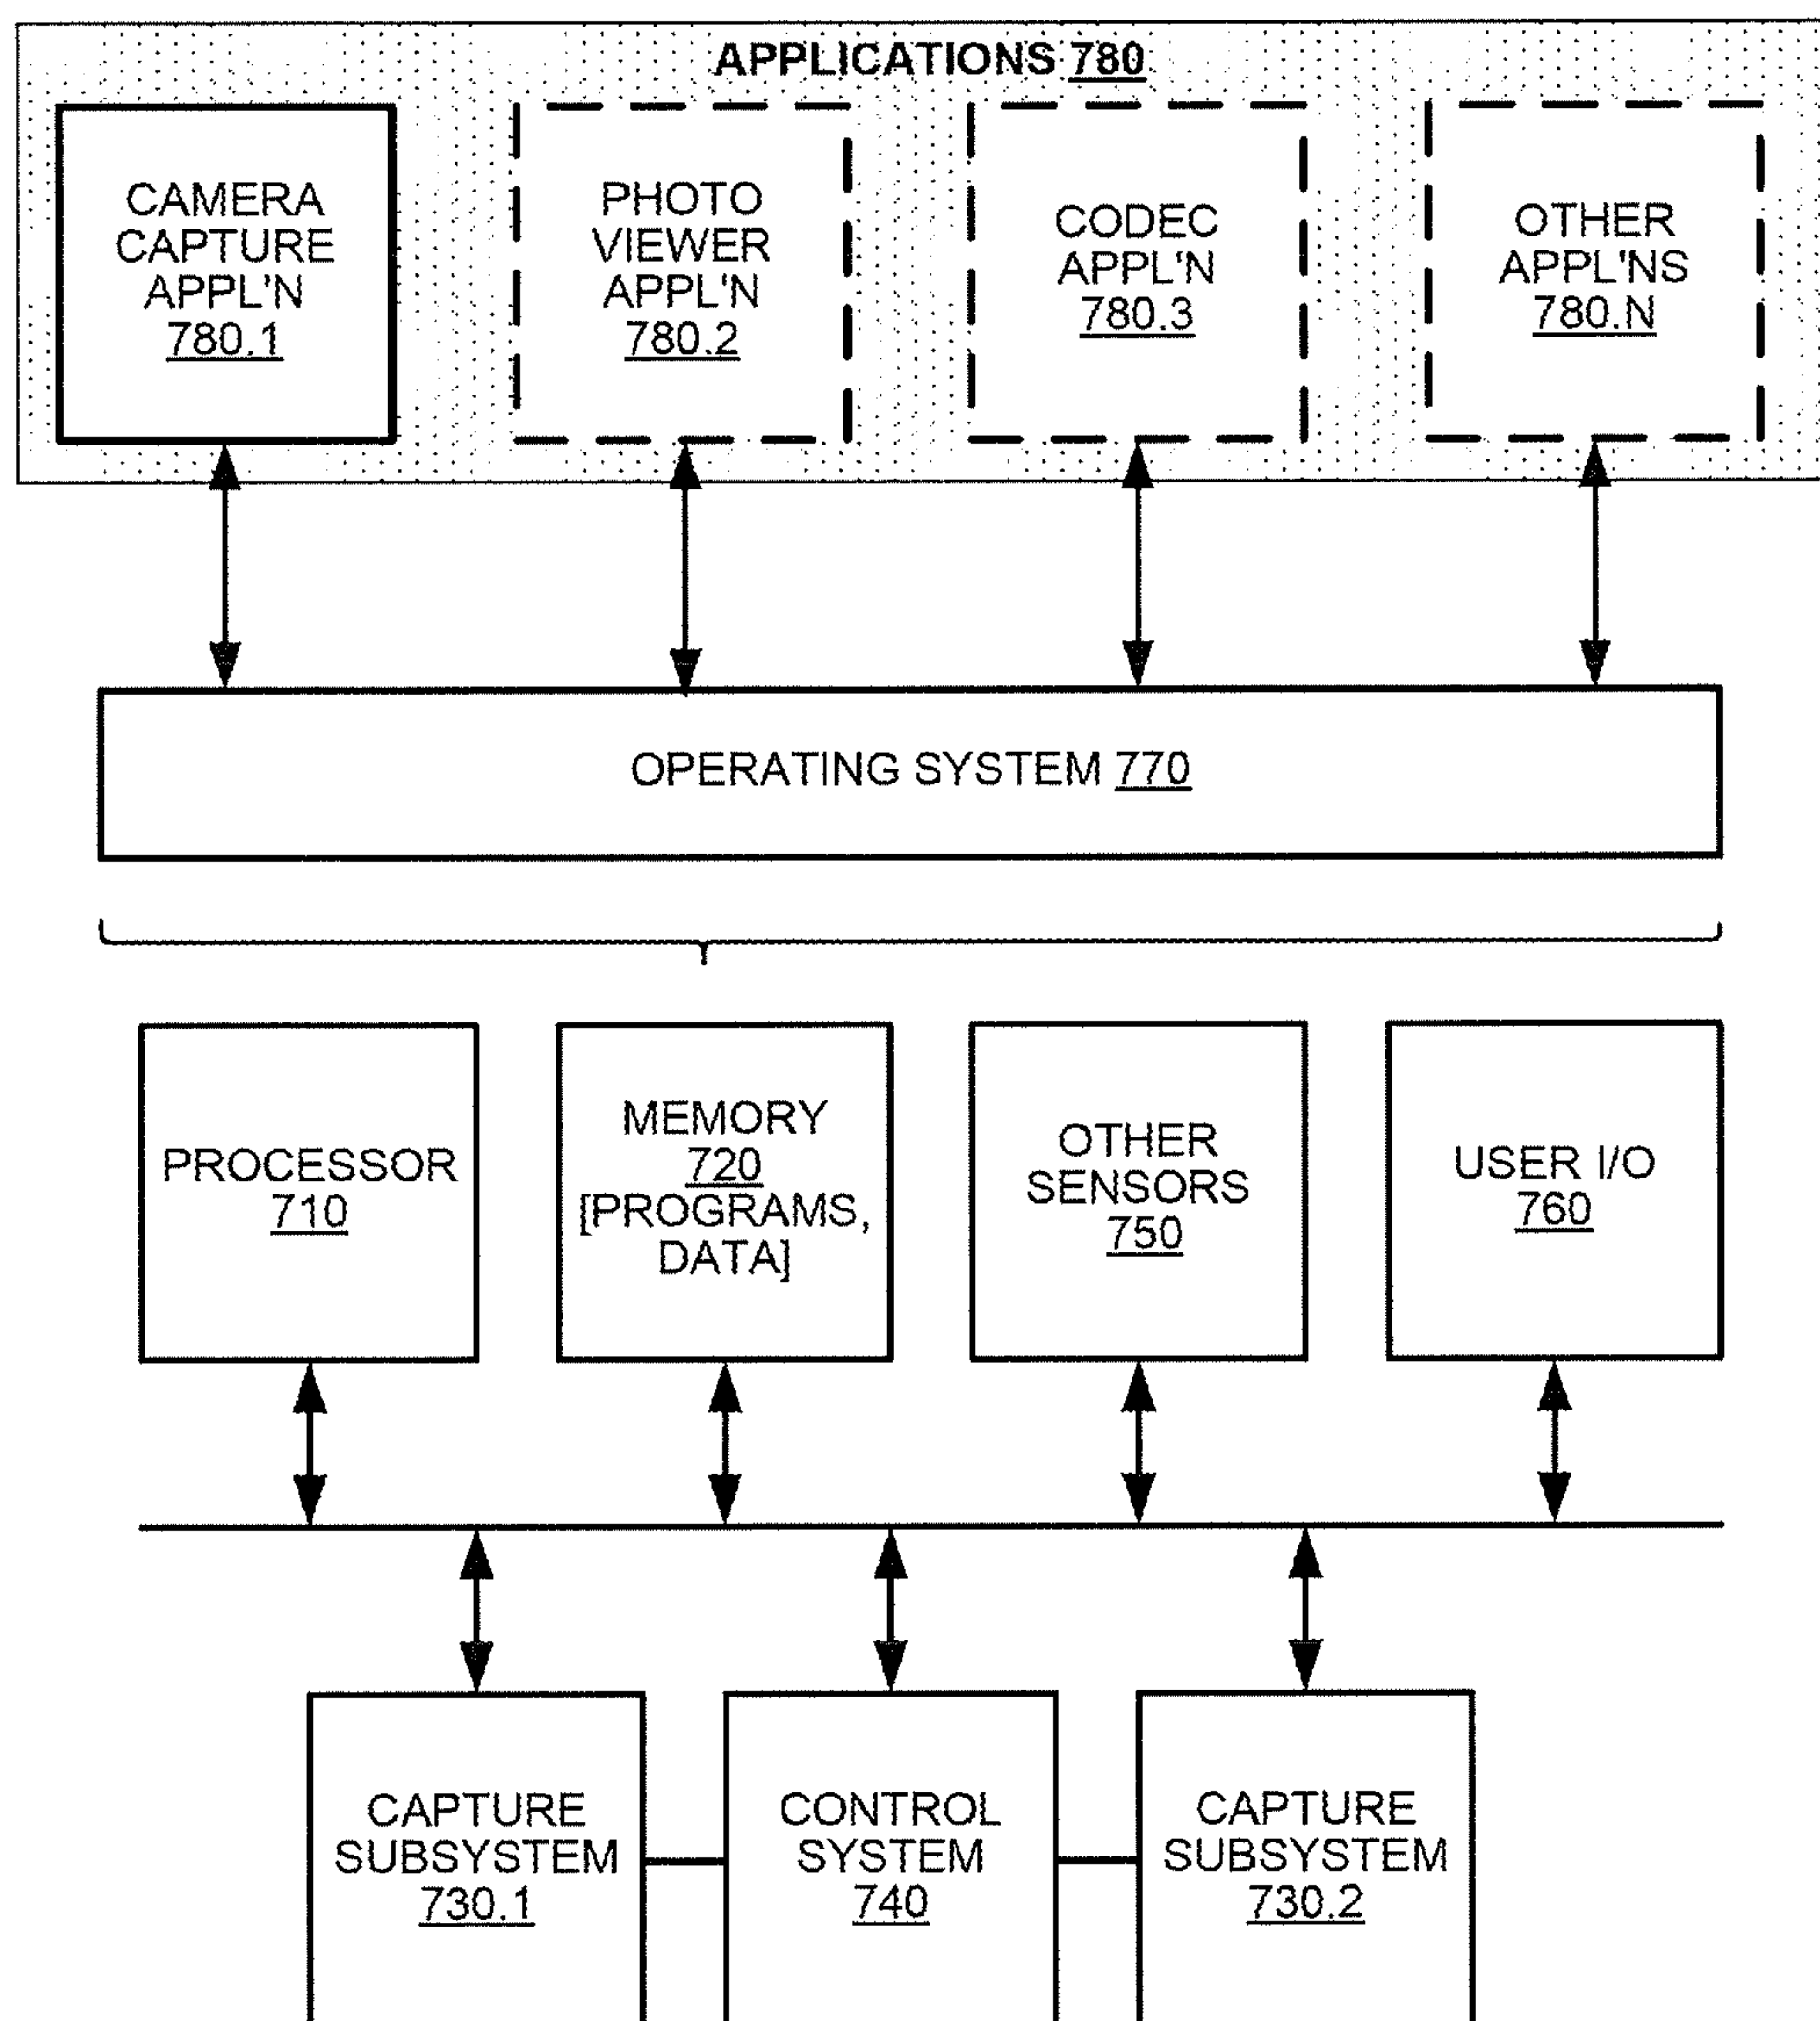 APPLICATIONS 780
CAMERA
CAPTURE
APPL'N
780.1
PHOTO
VIEWER
APPL'N
780.2
CODEC
APPL'N
780.3
OTHER
APPL'NS
780.N
OPERATING SYSTEM 770
PROCESSOR
710
MEMORY
720
[PROGRAMS,
DATA]
OTHER
SENSORS
750
USER I/O
760
CAPTURE
SUBSYSTEM
730.1
CONTROL
SYSTEM
740
CAPTURE
SUBSYSTEM
730.2